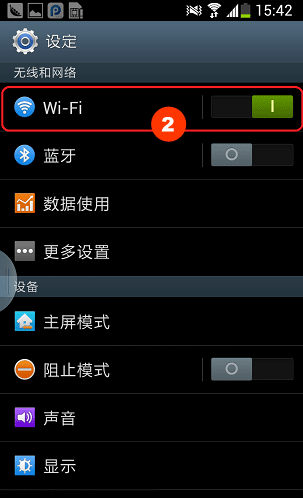 15:42
设定
无线和网络
Wi-Fi
2
蓝牙
数据使用
更多设置
设备
主屏模式
阻止模式
声音
显示